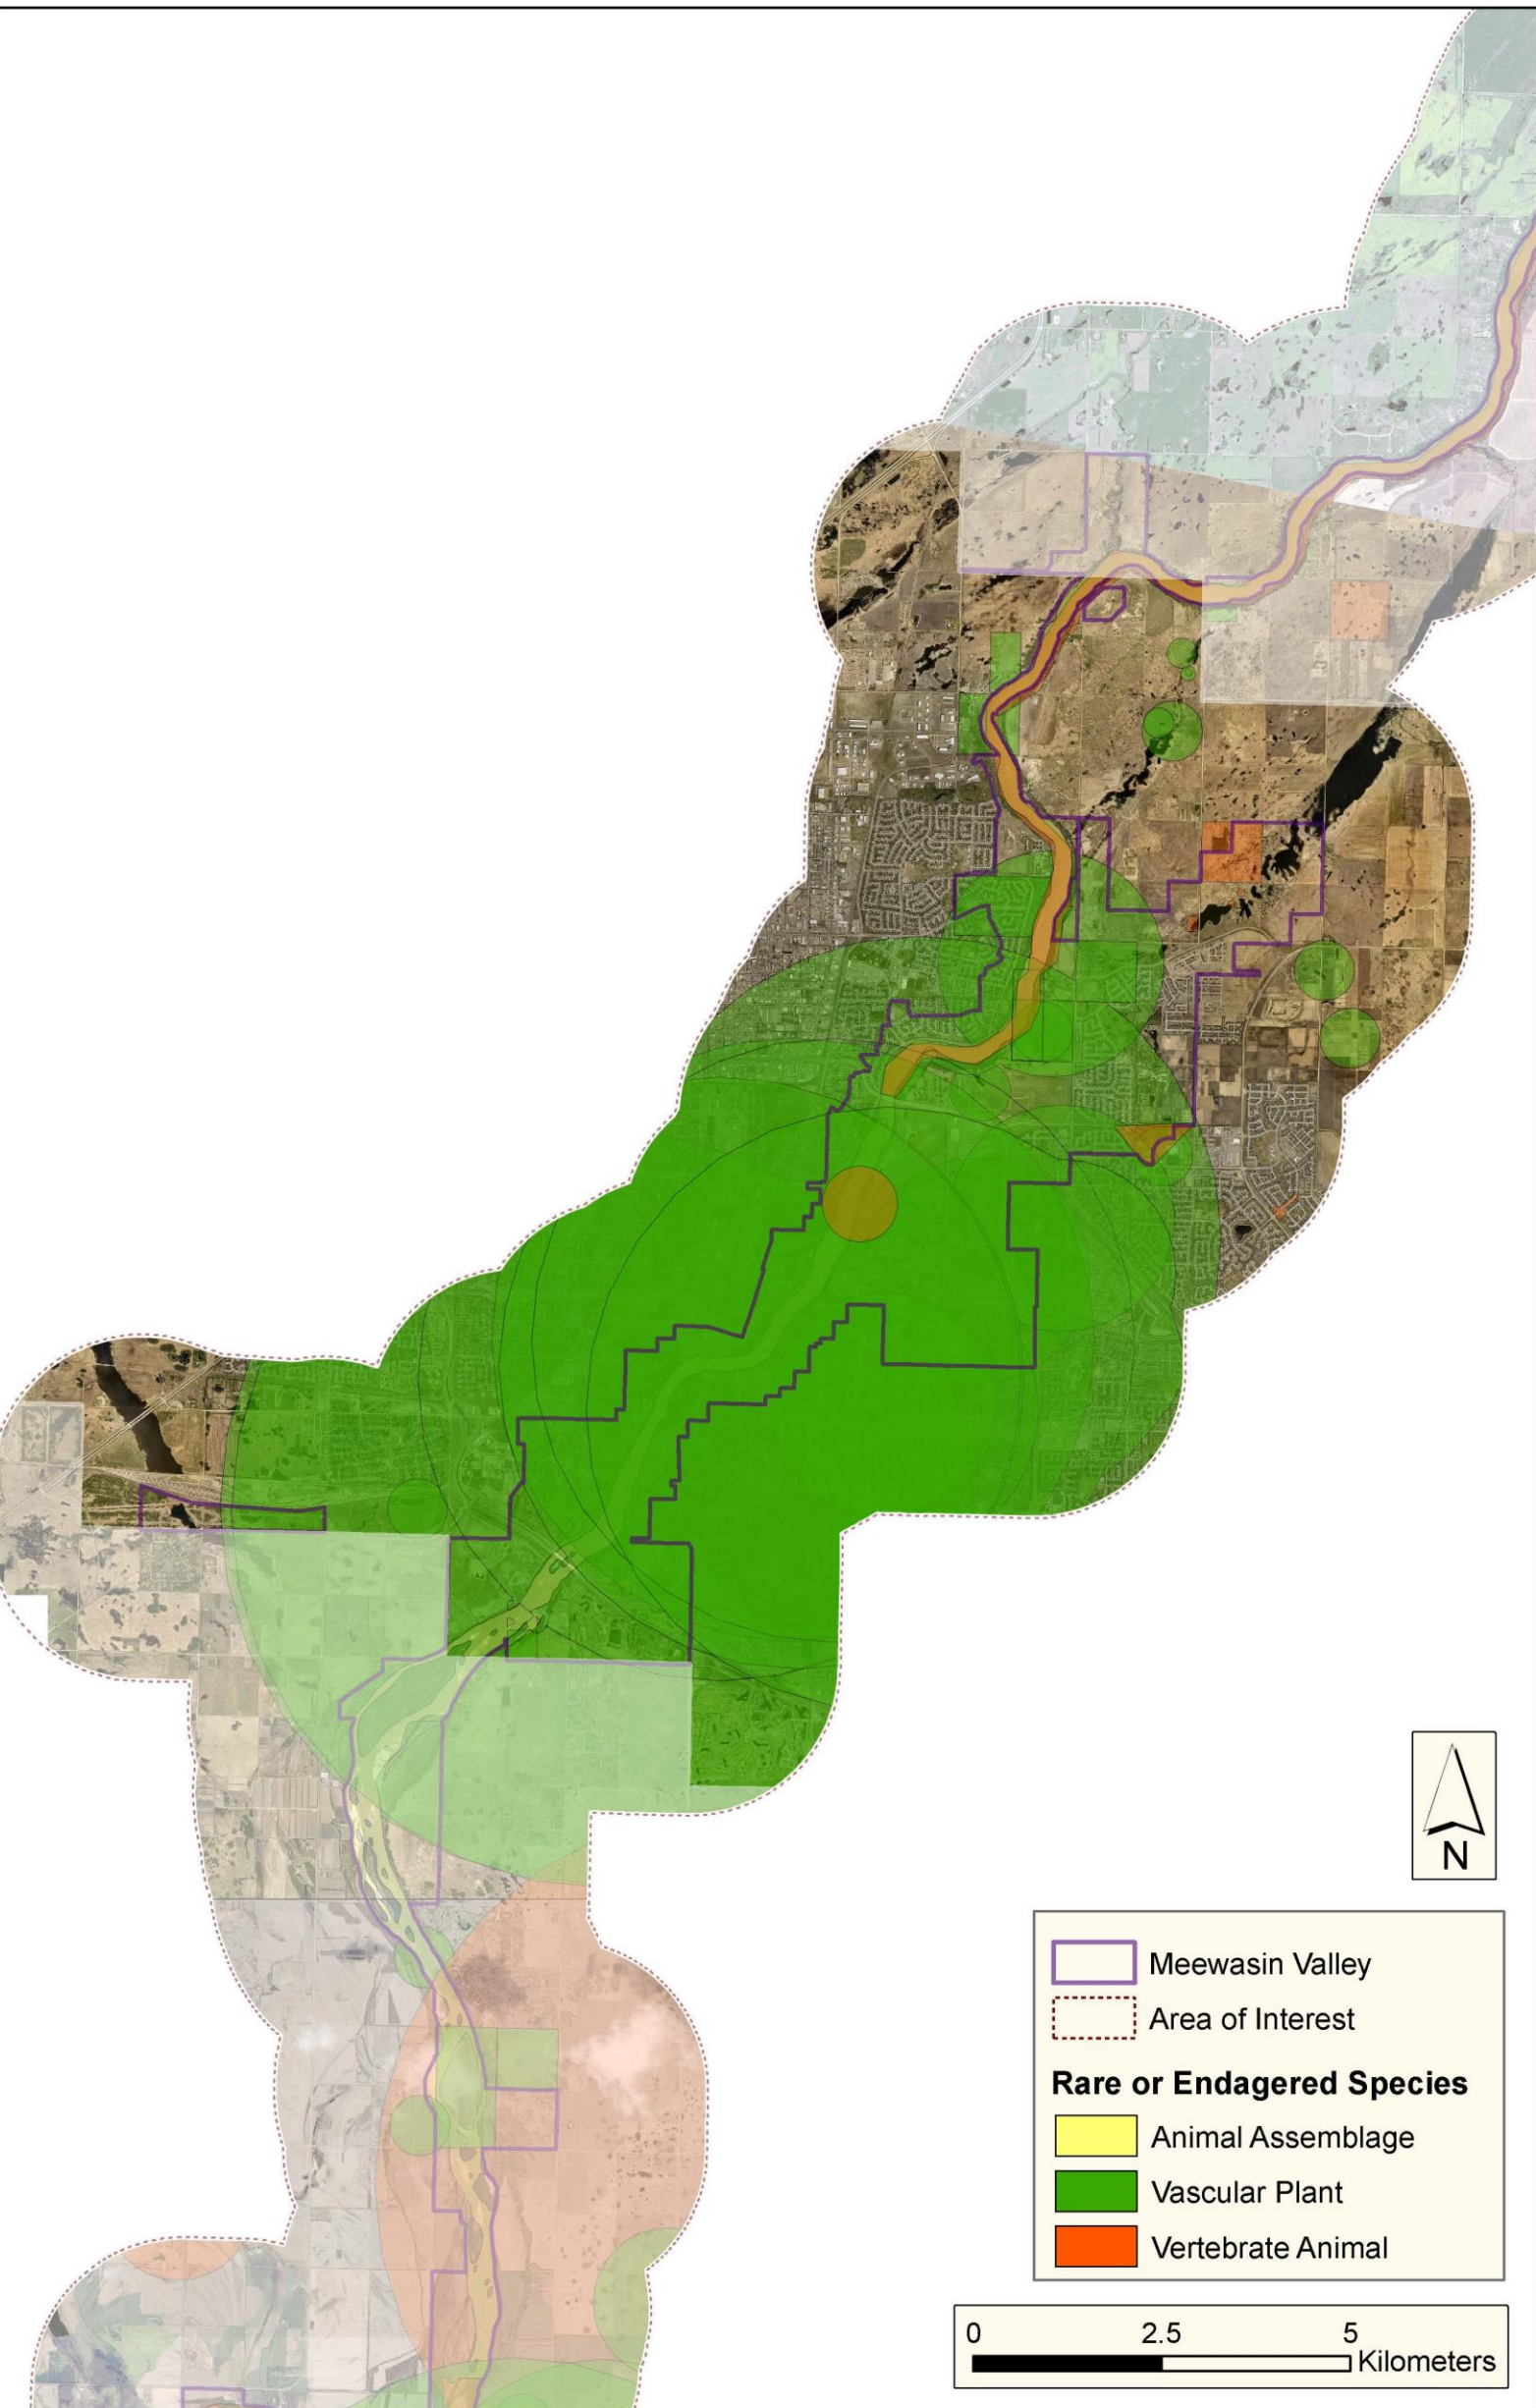 N
Meewasin Valley
Area of Interest
Rare or Endagered Species
Animal Assemblage
Vascular Plant
Vertebrate Animal
0 2.5 5
Kilometers